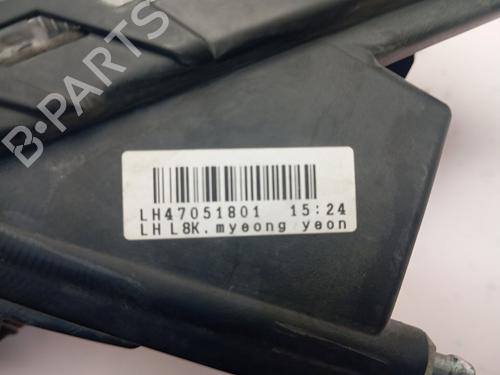 B-PARTS
LH47051801 15:24
LH L8K. myeong yeon